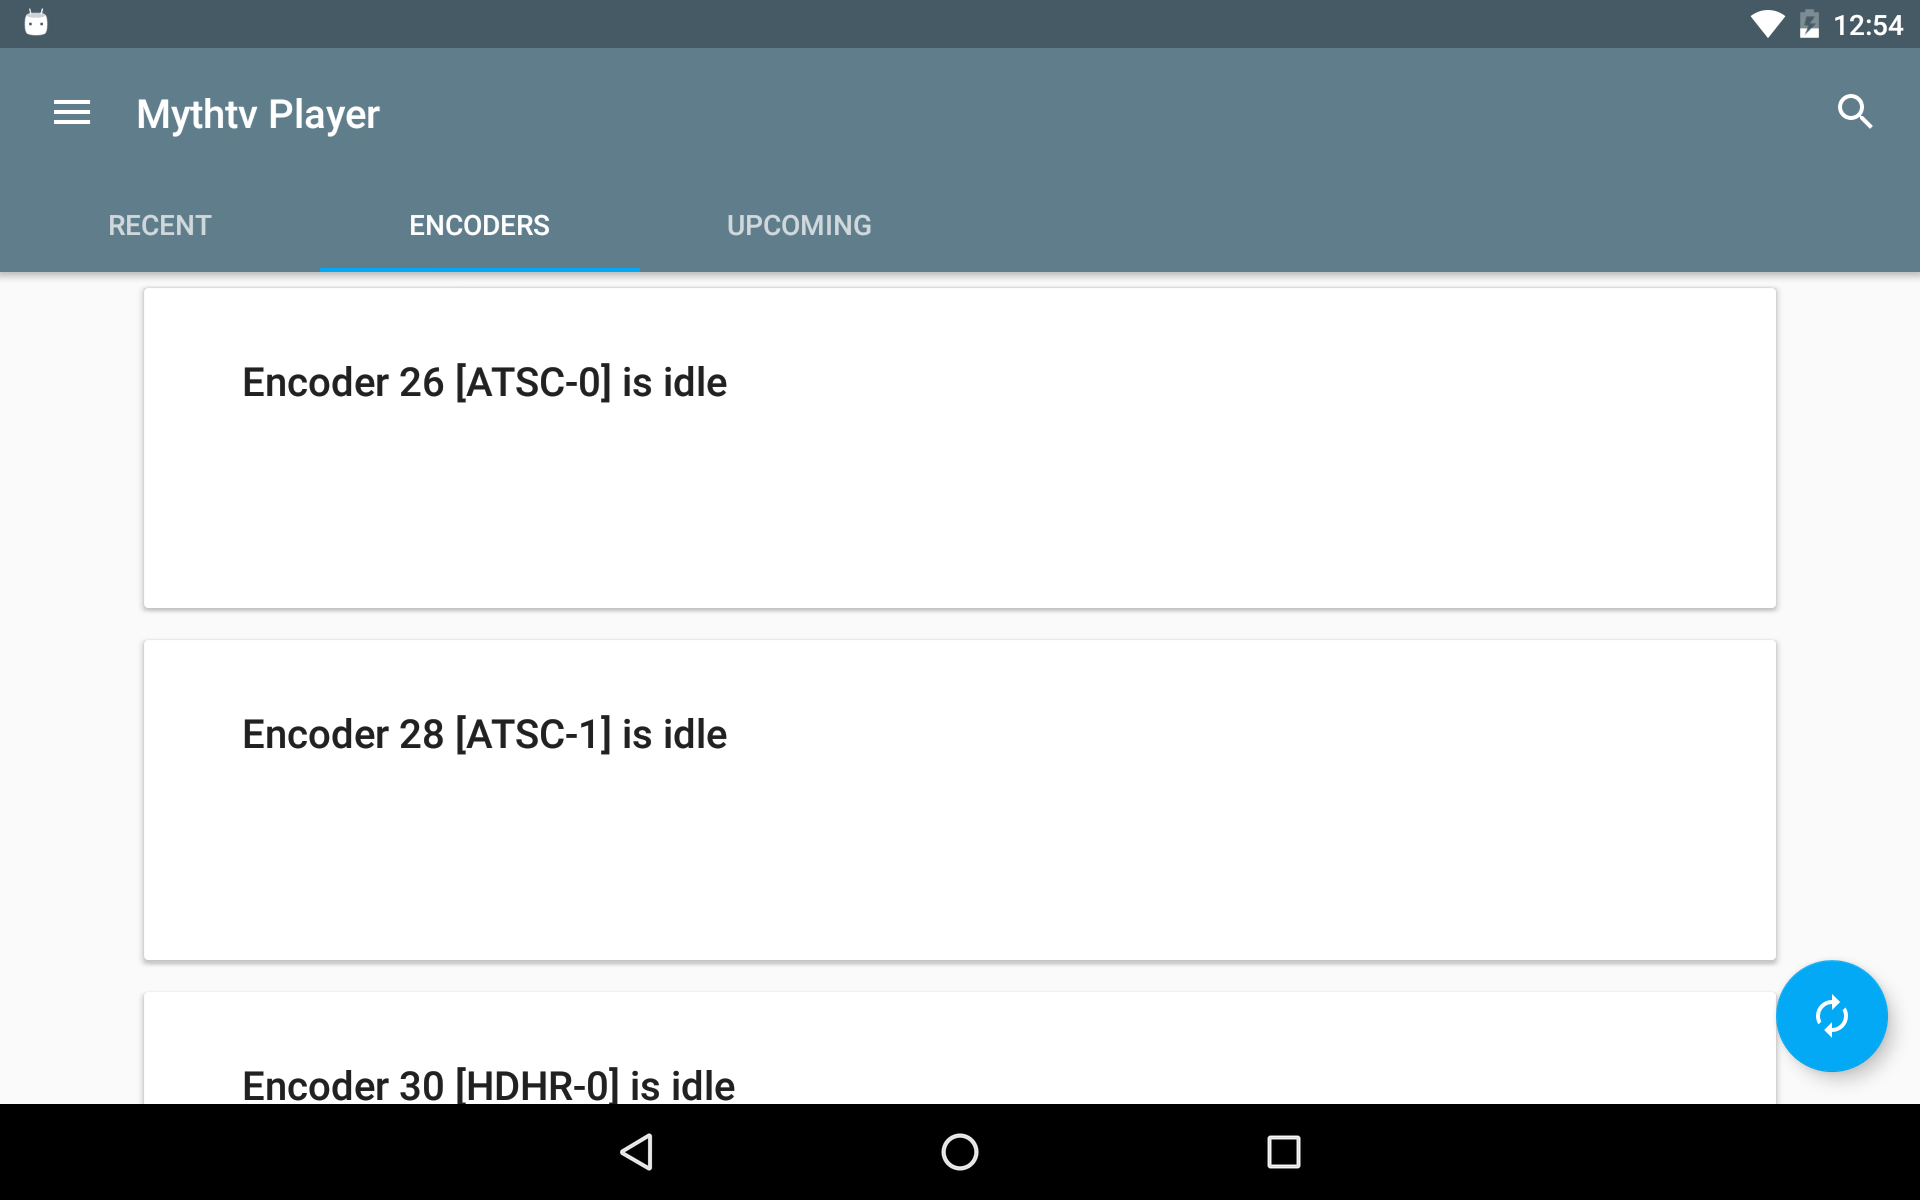 12:54
Mythtv Player
RECENT
ENCODERS
UPCOMING
Encoder 26 [ATSC-0] is idle
Encoder 28 [ATSC-1] is idle
Encoder 30 [HDHR-0] is idle